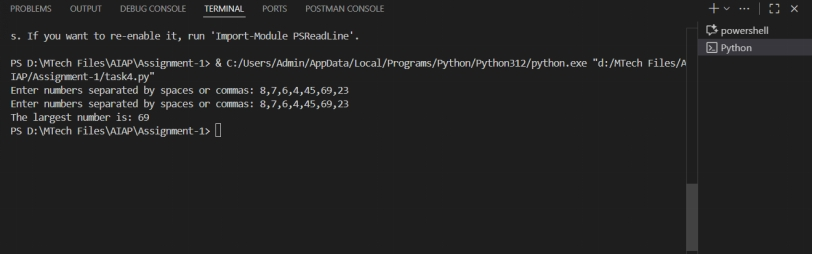 PROBLEMS OUTPUT DEBUG CONSOLE TERMINAL PORTS POSTMAN CONSOLE
s. If you want to re-enable it, run 'Import-Module PSReadLine'.
PS D:\MTech Files\AIAP\Assignment-1> & C:/Users/Admin/AppData/Local/Programs/Python/Python312/python.exe "d:/MTech Files/A
IAP/Assignment-1/task4.py"
Enter numbers separated by spaces or commas: 8,7,6,4,45,69,23
Enter numbers separated by spaces or commas: 8,7,6,4,45,69,23
The largest number is: 69
PS D:\MTech Files\AIAP\Assignment-1>
powershell
Python